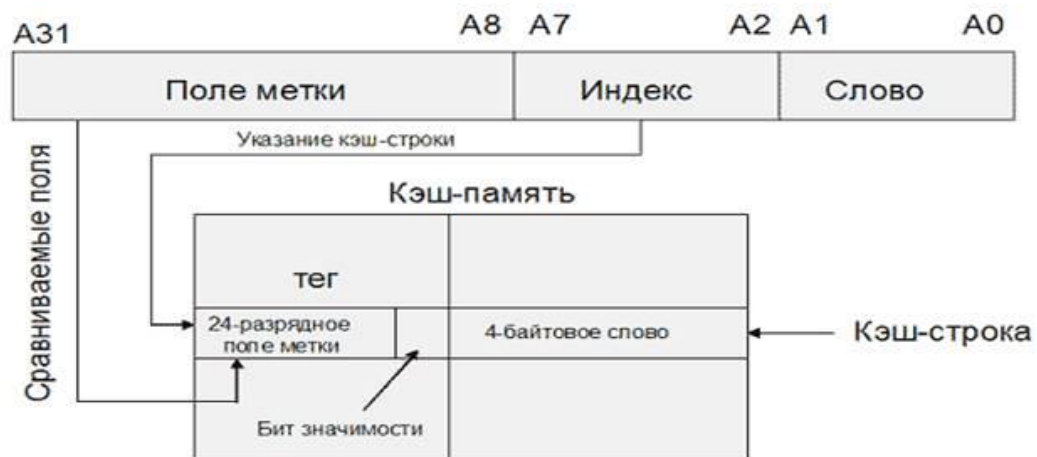 A31 A8 A7 A2 A1 A0
Поле метки Индекс Слово
Указание кэш-строки
Сравниваемые поля
Кэш-память
тег
24-разрядное
поле метки
4-байтовое слово
Кэш-строка
Бит значимости